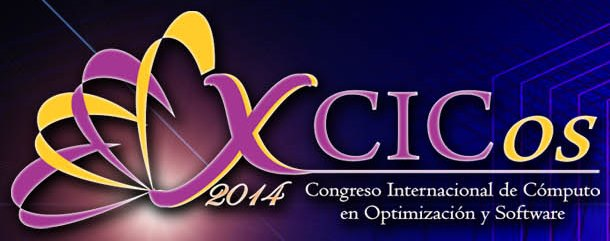 XCICos
2014
Congreso Internacional de Cómputo
en Optimización y Software